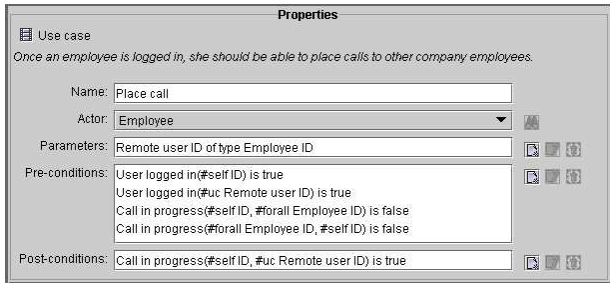 Properties
Use case
Once an employee is logged in, she should be able to place calls to other company employees.
Name: Place call
Actor: Employee
Parameters: Remote user ID of type Employee ID
Pre-conditions: User logged in(#self ID) is true
User logged in(#uc Remote user ID) is true
Call in progress(#self ID, #forall Employee ID) is false
Call in progress(#forall Employee ID, #self ID) is false
Post-conditions: Call in progress(#self ID, #uc Remote user ID) is true